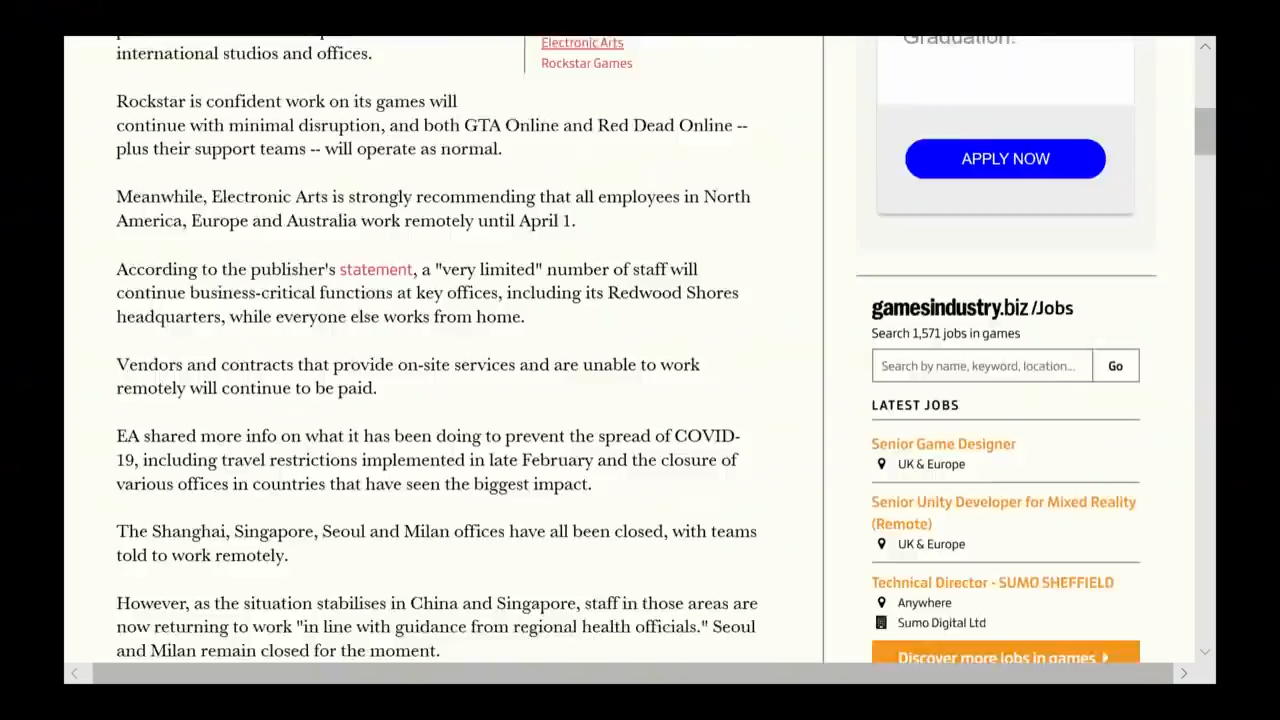 international studios and offices.
Electronic Arts
Rockstar Games
Rockstar is confident work on its games will
continue with minimal disruption, and both GTA Online and Red Dead Online --
plus their support teams -- will operate as normal.
Meanwhile, Electronic Arts is strongly recommending that all employees in North
America, Europe and Australia work remotely until April 1.
According to the publisher's statement, a "very limited" number of staff will
continue business-critical functions at key offices, including its Redwood Shores
headquarters, while everyone else works from home.
Vendors and contracts that provide on-site services and are unable to work
remotely will continue to be paid.
EA shared more info on what it has been doing to prevent the spread of COVID-
19, including travel restrictions implemented in late February and the closure of
various offices in countries that have seen the biggest impact.
The Shanghai, Singapore, Seoul and Milan offices have all been closed, with teams
told to work remotely.
However, as the situation stabilises in China and Singapore, staff in those areas are
now returning to work "in line with guidance from regional health officials." Seoul
and Milan remain closed for the moment.
Graduation.
APPLY NOW
gamesindustry.biz /Jobs
Search 1,571 jobs in games
Search by name, keyword, location...
Go
LATEST JOBS
Senior Game Designer
UK & Europe
Senior Unity Developer for Mixed Reality
(Remote)
UK & Europe
Technical Director - SUMO SHEFFIELD
Anywhere
Sumo Digital Ltd
Discover more jobs in games